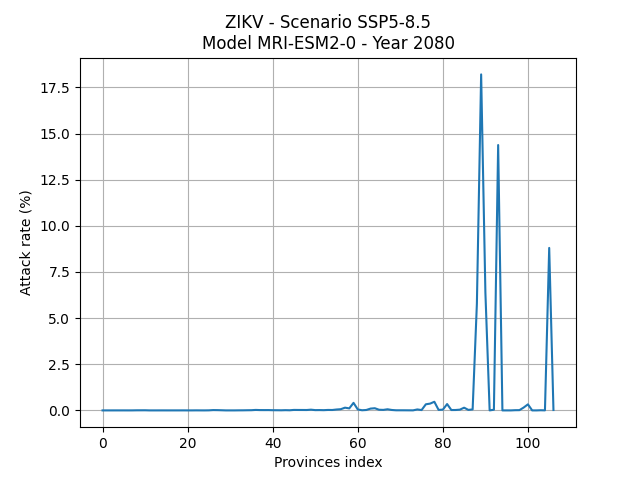 ZIKV - Scenario SSP5-8.5
Model MRI-ESM2-0 - Year 2080
17.5
15.0
12.5
10.0
7.5
5.0
2.5
0.0
Attack rate (%)
0 20 40 60 80 100
Provinces index